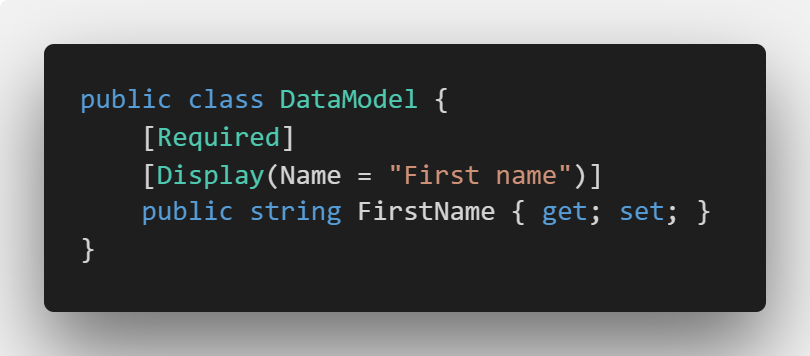 public class DataModel {
    [Required]
    [Display(Name = "First name")]
    public string FirstName { get; set; }
}